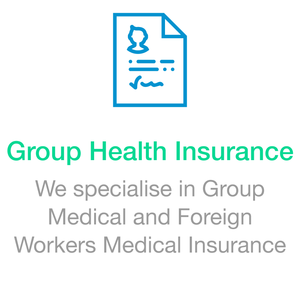 Group Health Insurance
We specialise in Group
Medical and Foreign
Workers Medical Insurance